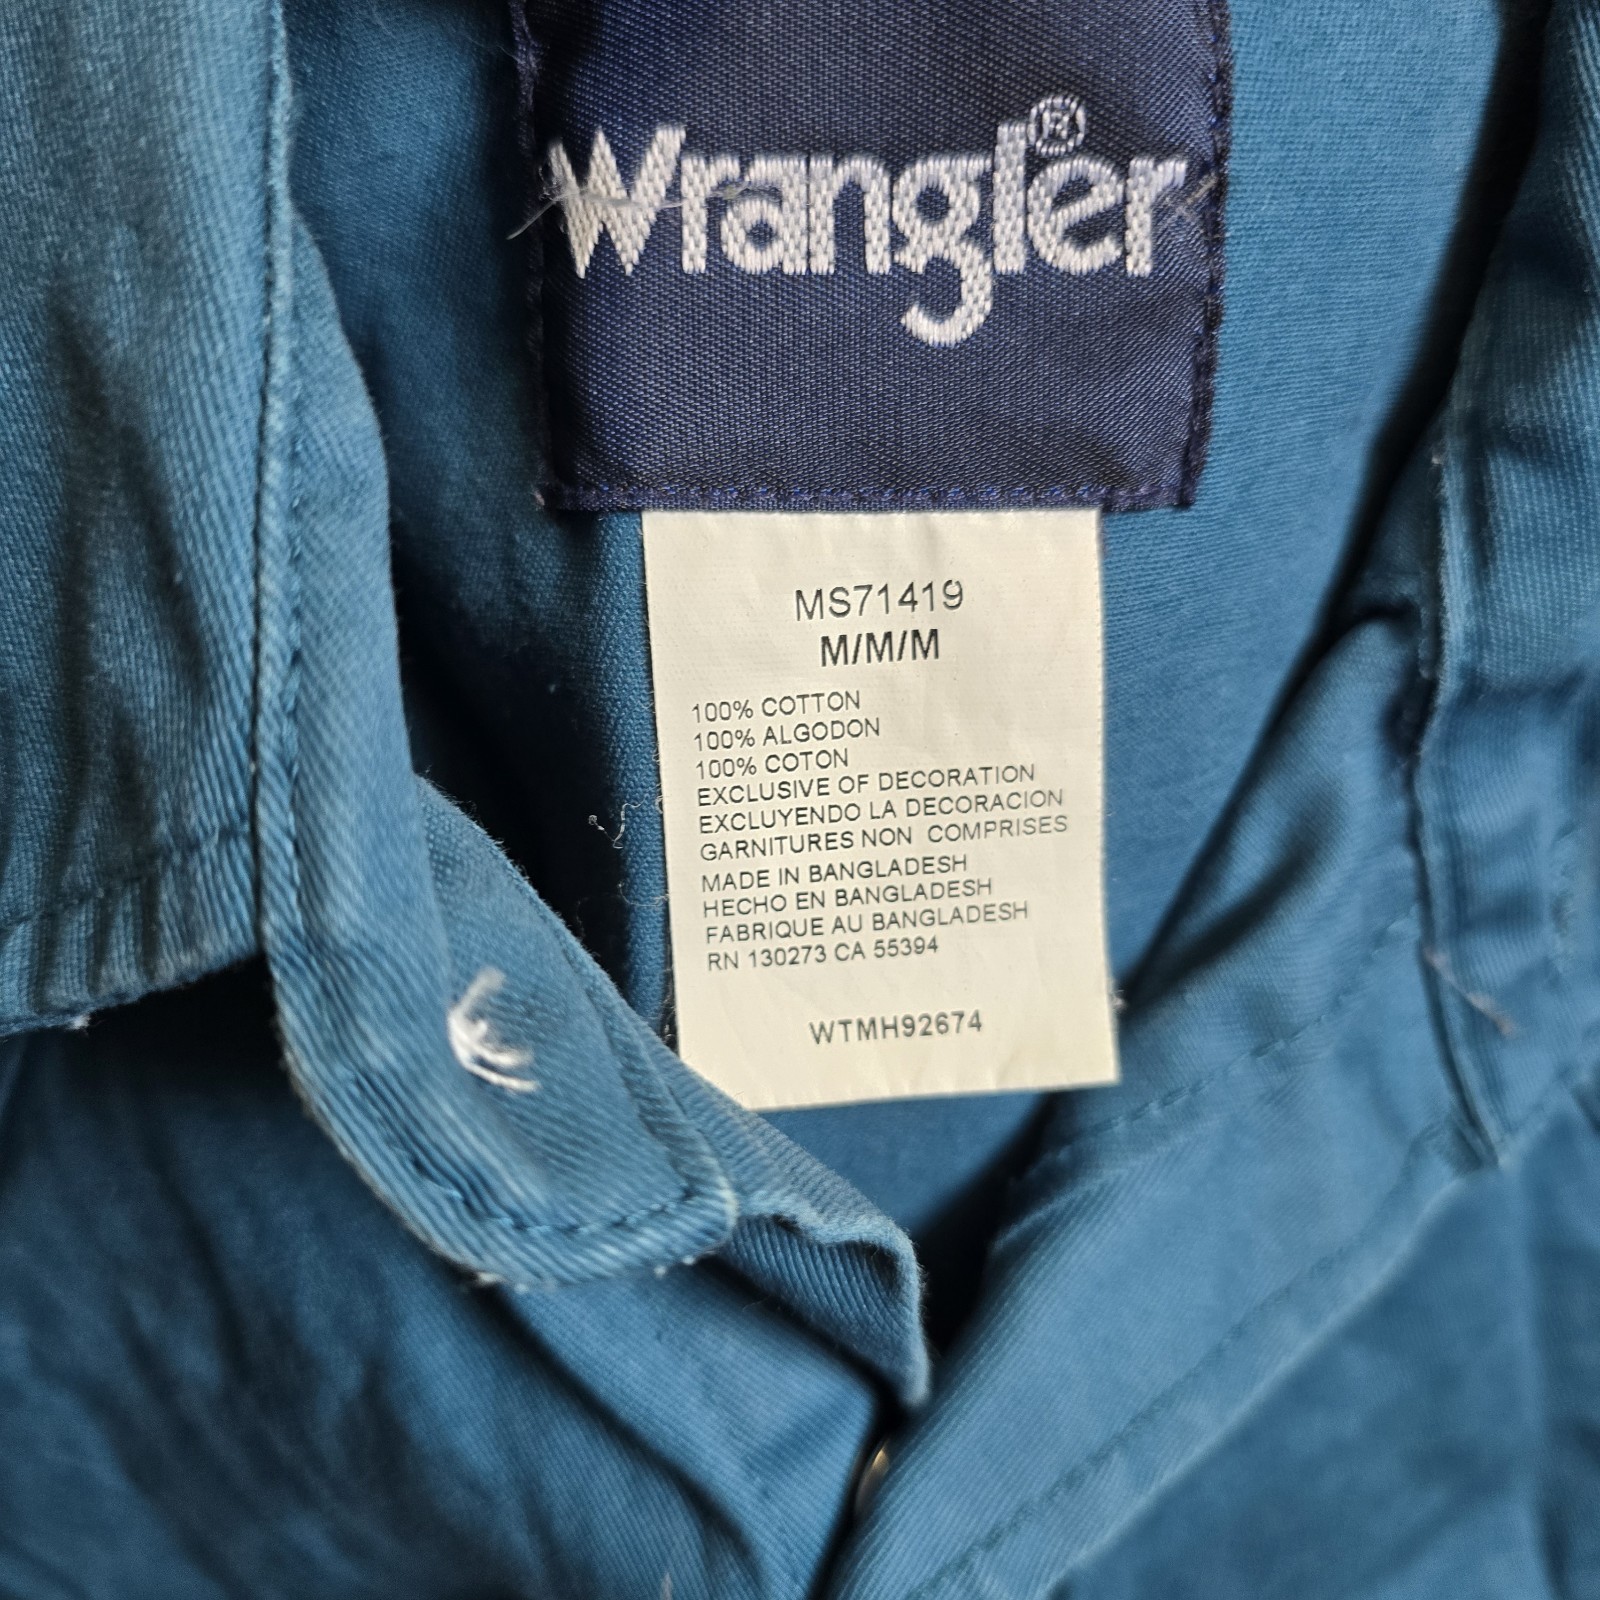 Wrangler®
MS71419
M/M/M
100% COTTON
100% ALGODON
100% COTON
EXCLUSIVE OF DECORATION
EXCLUYENDO LA DECORACION
GARNITURES NON COMPRISES
MADE IN BANGLADESH
HECHO EN BANGLADESH
FABRIQUE AU BANGLADESH
RN 130273 CA 55394
WTMH92674